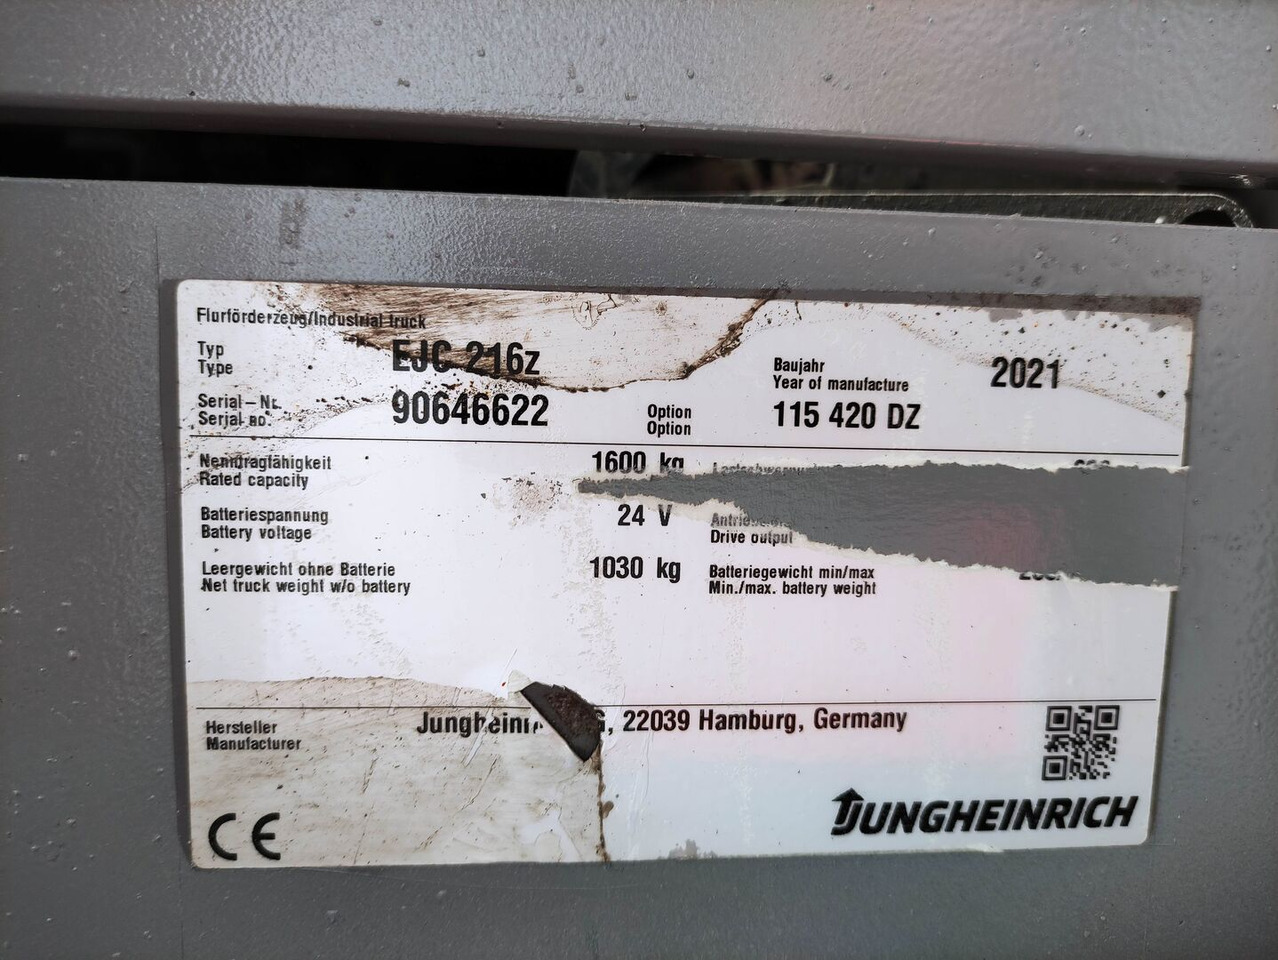 Flurförderzeug/Industrial truck
Typ
Type
EJC 216z
Baujahr
Year of manufacture
2021
Serial-Nr.
Serial no.
90646622
Option
Option
115 420 DZ
Nenntragfähigkeit
Rated capacity
1600 kg
Batteriespannung
Battery voltage
24 V
Drive output
Leergewicht ohne Batterie
Net truck weight w/o battery
1030 kg
Batteriegewicht min/max
Min./max. battery weight
Hersteller
Manufacturer
22039 Hamburg, Germany
CE
JUNGHEINRICH